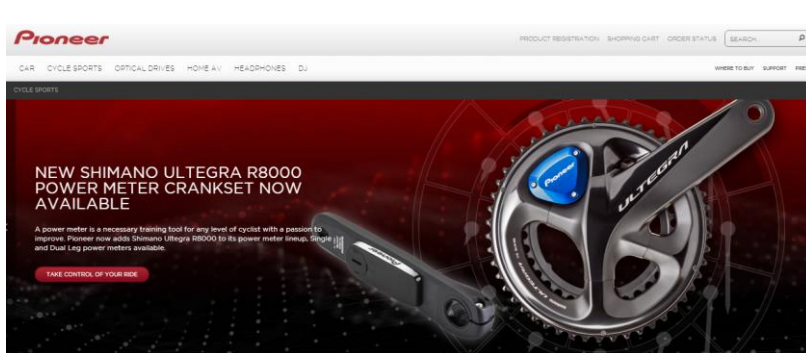 Pioneer
PRODUCT REGISTRATION SHOPPING CART ORDER STATUS SEARCH
CAR CYCLE SPORTS OPTICAL DRIVES HOME AV HEADPHONES DJ
WHERE TO BUY SUPPORT PRE
CYCLE SPORTS
NEW SHIMANO ULTEGRA R8000
POWER METER CRANKSET NOW
AVAILABLE
A power meter is a necessary training tool for any level of cyclist with a passion to
improve. Pioneer now adds Shimano Ultegra R8000 to its power meter lineup, Single
and Dual Leg power meters available.
TAKE CONTROL OF YOUR RIDE
Pioneer
ULTEGRA
Pioneer